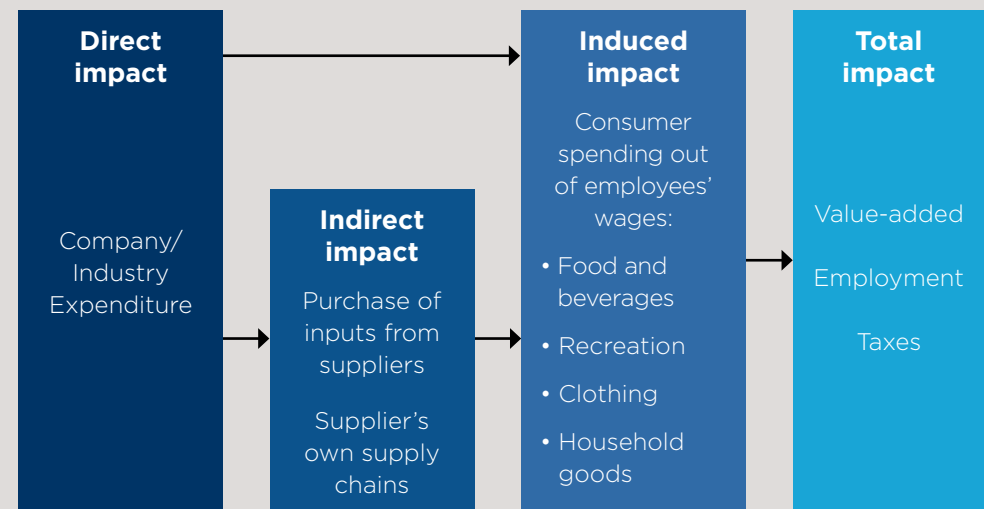 Direct
impact
Company/
Industry
Expenditure
Indirect
impact
Purchase of
inputs from
suppliers
Supplier’s
own supply
chains
Induced
impact
Consumer
spending out
of employees’
wages:
• Food and
beverages
• Recreation
• Clothing
• Household
goods
Total
impact
Value-added
Employment
Taxes